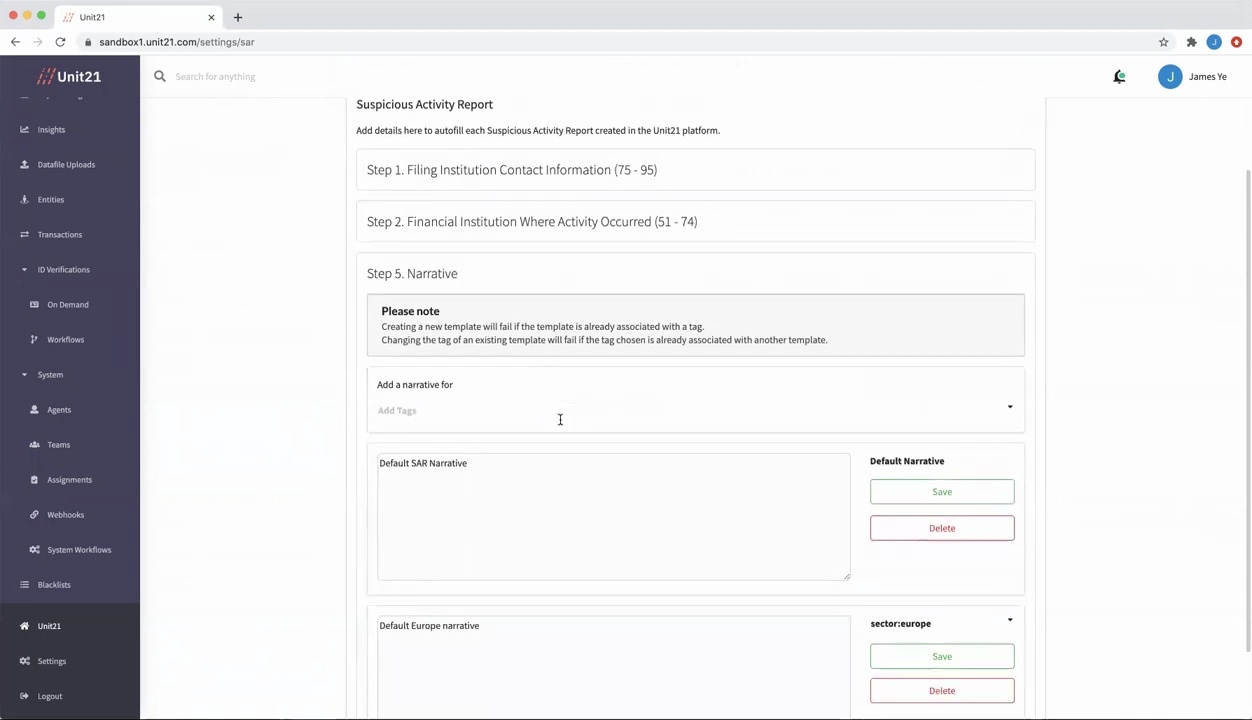 Unit21
sandbox1.unit21.com/settings/sar
J
Unit21
Search for anything
J
James Ye
Insights
Datafile Uploads
Entities
Transactions
ID Verifications
On Demand
Workflows
System
Agents
Teams
Assignments
Webhooks
System Workflows
Blacklists
Unit21
Settings
Logout
Suspicious Activity Report
Add details here to autofill each Suspicious Activity Report created in the Unit21 platform.
Step 1. Filing Institution Contact Information (75 - 95)
Step 2. Financial Institution Where Activity Occurred (51 - 74)
Step 5. Narrative
Please note
Creating a new template will fail if the template is already associated with a tag.
Changing the tag of an existing template will fail if the tag chosen is already associated with another template.
Add a narrative for
Add Tags
Default SAR Narrative
Default Narrative
Save
Delete
Default Europe narrative
sector:europe
Save
Delete